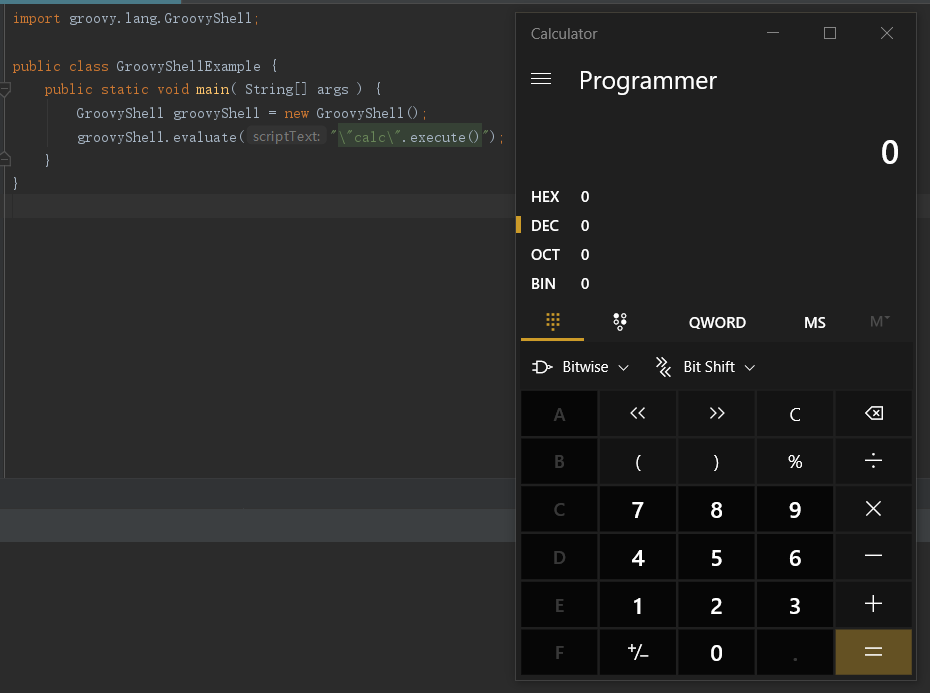 import groovy.lang.GroovyShell;
public class GroovyShellExample {
public static void main( String[] args ) {
GroovyShell groovyShell = new GroovyShell();
groovyShell.evaluate( scriptText: "\"calc\".execute()");
}
}
Calculator
Programmer
0
HEX 0
DEC 0
OCT 0
BIN 0
QWORD MS M
Bitwise Bit Shift
A << >> C
B ( ) % ÷
C 7 8 9 ×
D 4 5 6 −
E 1 2 3 +
F +/− 0 . =